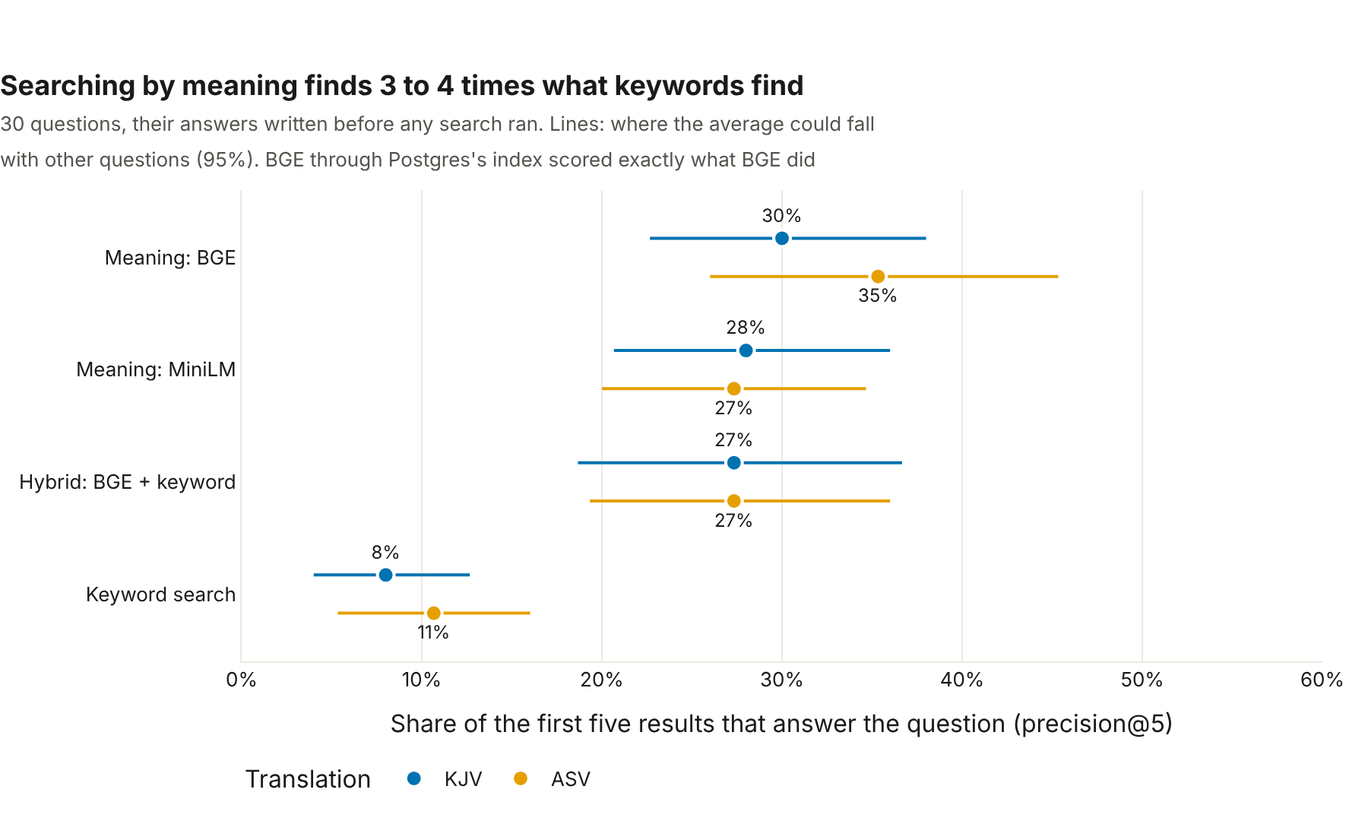 Searching by meaning finds 3 to 4 times what keywords find
30 questions, their answers written before any search ran. Lines: where the average could fall
with other questions (95%). BGE through Postgres's index scored exactly what BGE did
30%
Meaning: BGE
35%
28%
Meaning: MiniLM
27%
27%
Hybrid: BGE + keyword
27%
8%
Keyword search
11%
0% 10% 20% 30% 40% 50% 60%
Share of the first five results that answer the question (precision@5)
Translation KJV ASV